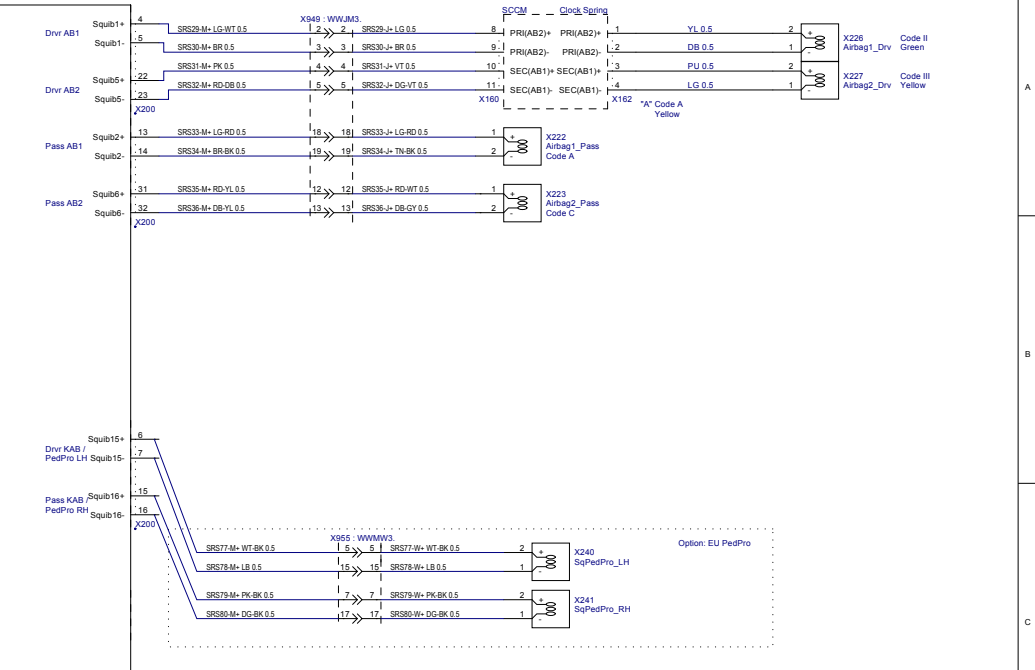 SCCM Clock Spring
X949 : WWJM3.
Drvr AB1 Squib1+ 4 SRS29-M+ LG-WT 0.5 2 2 SRS29-J+ LG 0.5 8 PRI(AB2)+ PRI(AB2)+ 1 YL 0.5 2 + X226 Code II
Squib1- 5 SRS30-M+ BR 0.5 3 3 SRS30-J+ BR 0.5 9 PRI(AB2)- PRI(AB2)- 2 DB 0.5 1 - Airbag1_Drv Green
Drvr AB2 Squib5+ 22 SRS31-M+ PK 0.5 4 4 SRS31-J+ VT 0.5 10 SEC(AB1)+ SEC(AB1)+ 3 PU 0.5 2 + X227 Code III
Squib5- 23 SRS32-M+ RD-DB 0.5 5 5 SRS32-J+ DG-VT 0.5 11 SEC(AB1)- SEC(AB1)- 4 LG 0.5 1 - Airbag2_Drv Yellow
X200 X160 X162 "A" Code A
Yellow
A
Pass AB1 Squib2+ 13 SRS33-M+ LG-RD 0.5 18 18 SRS33-J+ LG-RD 0.5 1 + X222
Squib2- 14 SRS34-M+ BR-BK 0.5 19 19 SRS34-J+ TN-BK 0.5 2 - Airbag1_Pass
Code A
Pass AB2 Squib6+ 31 SRS35-M+ RD-YL 0.5 12 12 SRS35-J+ RD-WT 0.5 1 + X223
Squib6- 32 SRS36-M+ DB-YL 0.5 13 13 SRS36-J+ DB-GY 0.5 2 - Airbag2_Pass
Code C
X200
B
Drvr KAB / Squib15+ 6
PedPro LH Squib15- 7
Pass KAB / Squib16+ 15
PedPro RH Squib16- 16
X200
X955 : WWMW3. Option: EU PedPro
SRS77-M+ WT-BK 0.5 5 5 SRS77-W+ WT-BK 0.5 2 + X240
SRS78-M+ LB 0.5 15 15 SRS78-W+ LB 0.5 1 - SqPedPro_LH
SRS79-M+ PK-BK 0.5 7 7 SRS79-W+ PK-BK 0.5 2 + X241
SRS80-M+ DG-BK 0.5 17 17 SRS80-W+ DG-BK 0.5 1 - SqPedPro_RH
C